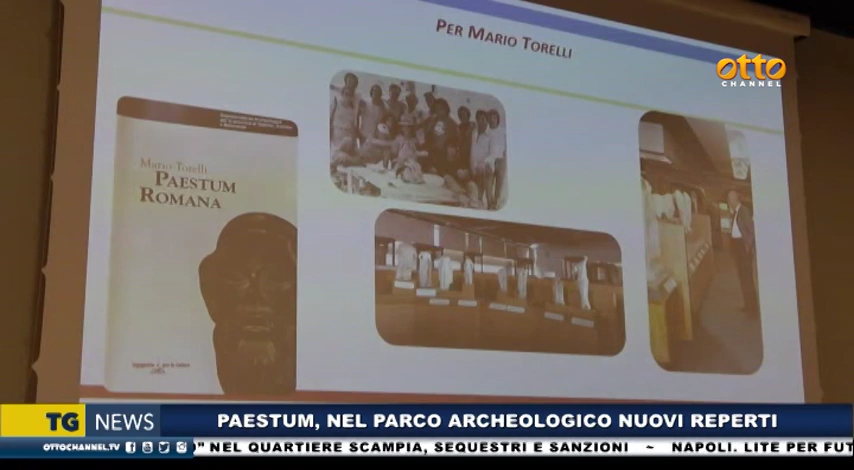 PER MARIO TORELLI
otto
CHANNEL
Mario Torelli
PAESTUM
ROMANA
TG NEWS
PAESTUM, NEL PARCO ARCHEOLOGICO NUOVI REPERTI
OTTOCHANNEL.TV
O" NEL QUARTIERE SCAMPIA, SEQUESTRI E SANZIONI ~ NAPOLI. LITE PER FUT